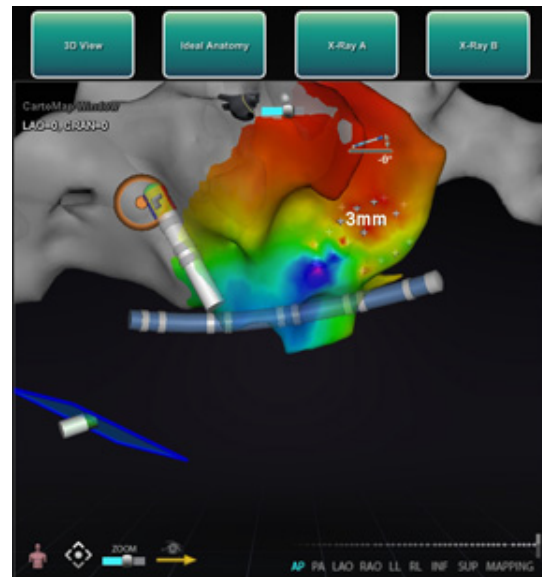 3D View
Ideal Anatomy
X-Ray A
X-Ray B
CartoMap Window
LAO=0, CRAN=0
-0°
3mm
ZOOM
AP PA LAO RAO LL RL INF SUP MAPPING